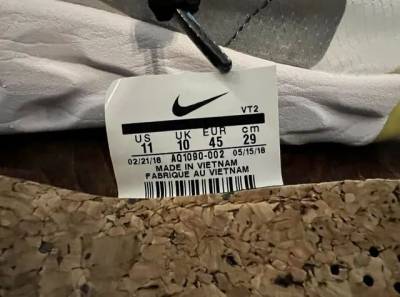 VT2
US UK EUR cm
11 10 45 29
02/21/18 AQ1090-002 05/15/18
MADE IN VIETNAM
FABRIQUE AU VIETNAM